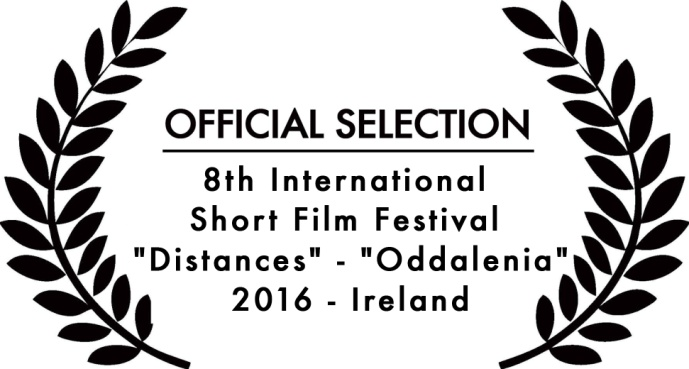 OFFICIAL SELECTION
8th International
Short Film Festival
"Distances" - "Oddalenia"
2016 - Ireland